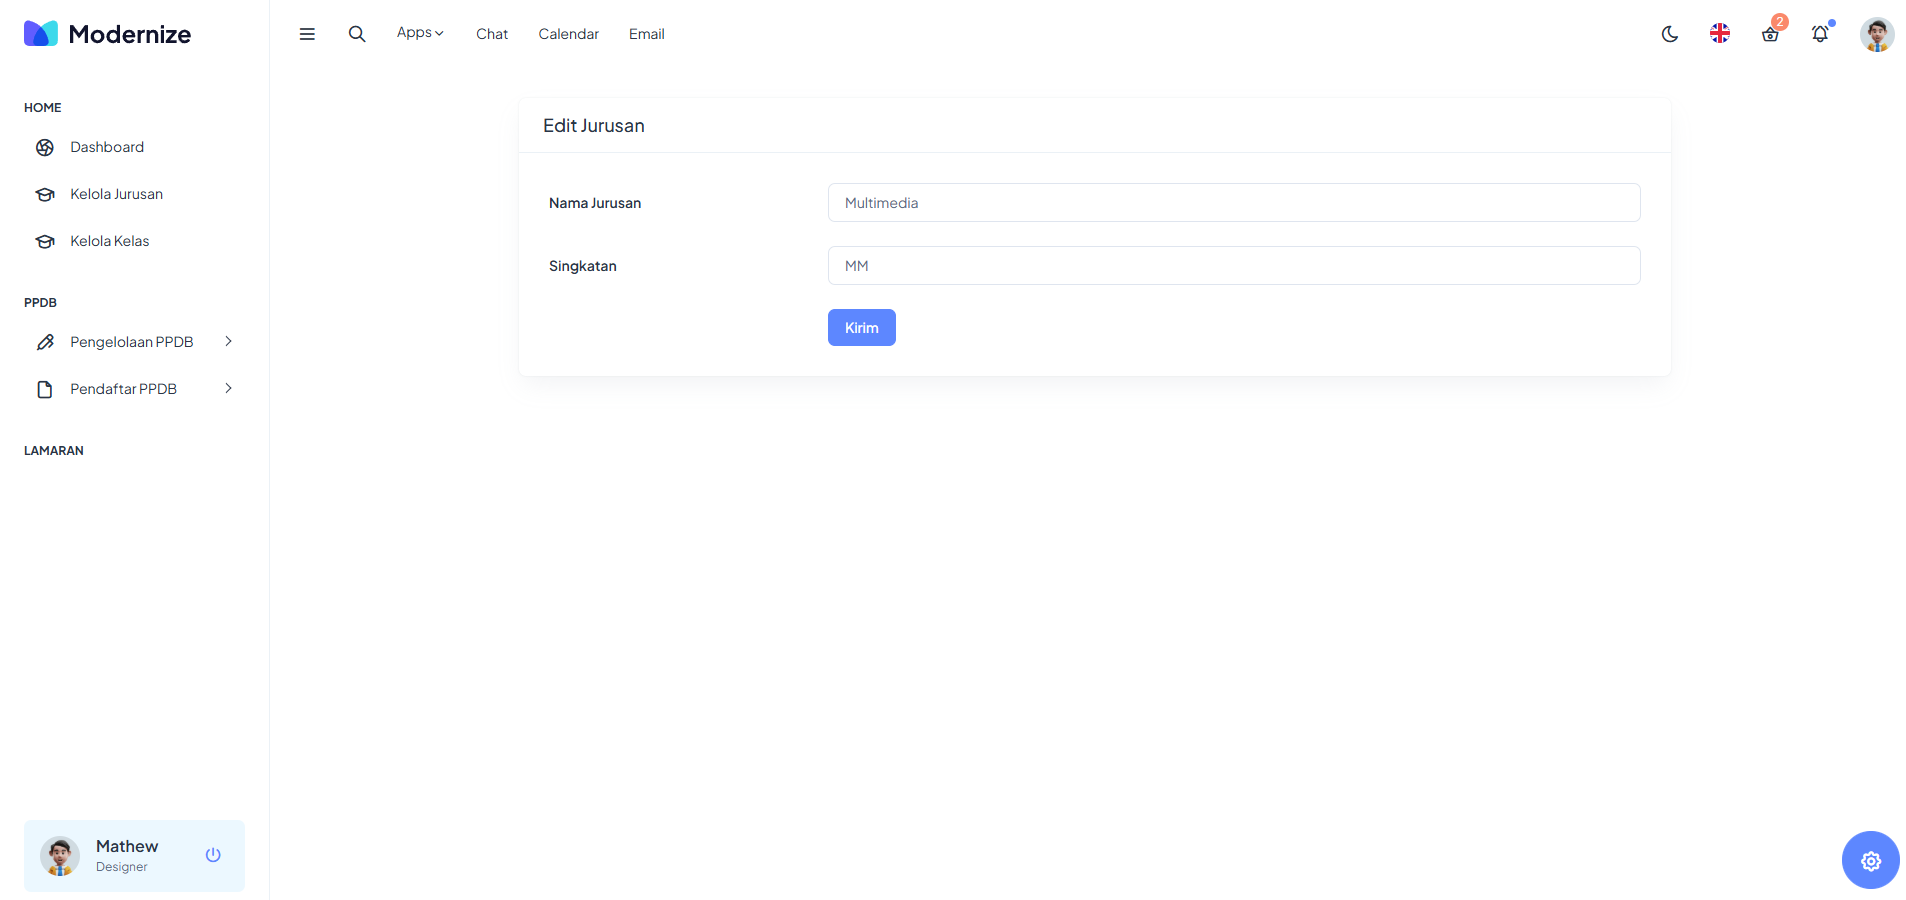 Modernize
Apps Chat Calendar Email
2
HOME
Dashboard
Kelola Jurusan
Kelola Kelas
PPDB
Pengelolaan PPDB
Pendaftar PPDB
LAMARAN
Mathew
Designer
Edit Jurusan
Nama Jurusan Multimedia
Singkatan MM
Kirim